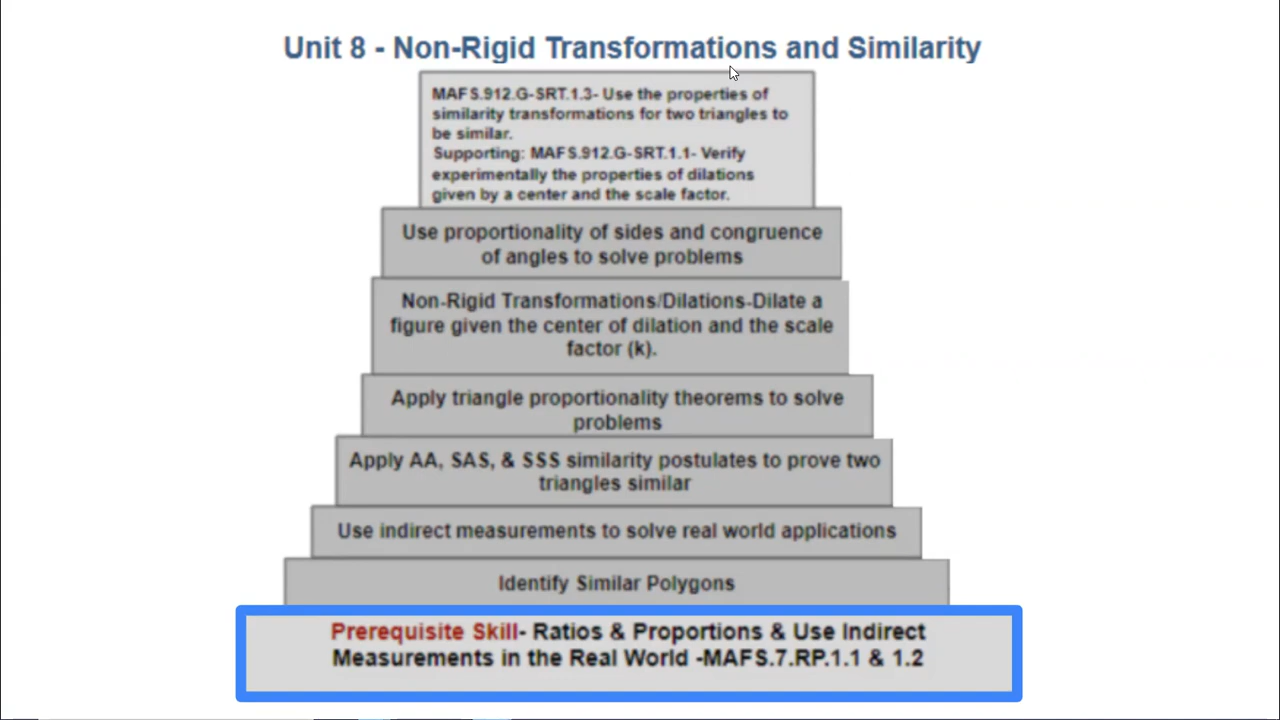 Unit 8 - Non-Rigid Transformations and Similarity
MAFS.912.G-SRT.1.3- Use the properties of
similarity transformations for two triangles to
be similar.
Supporting: MAFS.912.G-SRT.1.1- Verify
experimentally the properties of dilations
given by a center and the scale factor.
Use proportionality of sides and congruence
of angles to solve problems
Non-Rigid Transformations/Dilations-Dilate a
figure given the center of dilation and the scale
factor (k).
Apply triangle proportionality theorems to solve
problems
Apply AA, SAS, & SSS similarity postulates to prove two
triangles similar
Use indirect measurements to solve real world applications
Identify Similar Polygons
Prerequisite Skill- Ratios & Proportions & Use Indirect
Measurements in the Real World -MAFS.7.RP.1.1 & 1.2